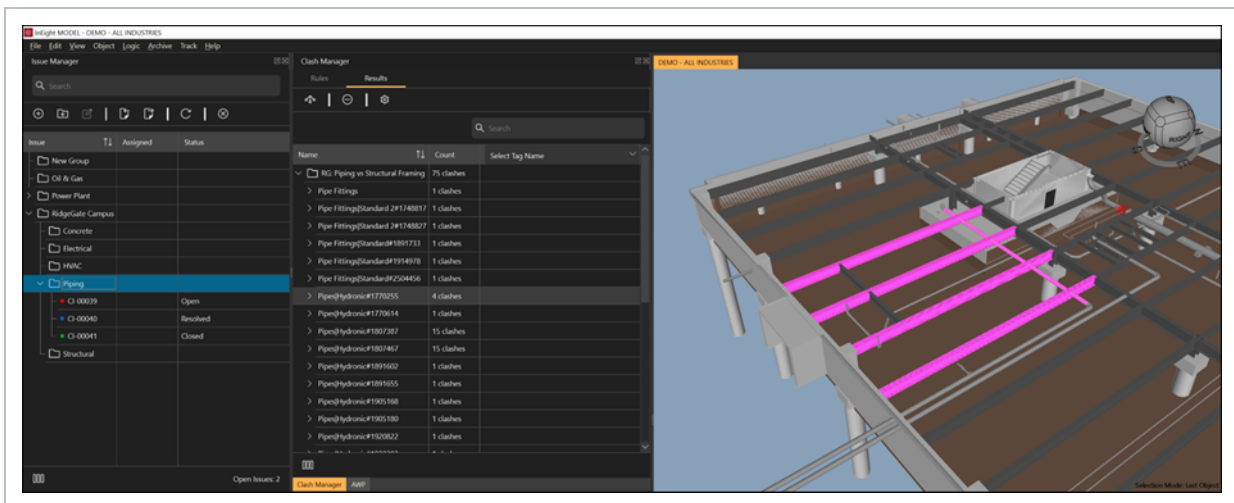 InEight MODEL - DEMO - ALL INDUSTRIES
File Edit View Object Logic Archive Track Help
Issue Manager
Search
Issue Assigned Status
New Group
Oil & Gas
Power Plant
RidgeGate Campus
Concrete
Electrical
HVAC
Piping
CI-00039 Open
CI-00040 Resolved
CI-00041 Closed
Structural
Open Issues: 2
Clash Manager
Rules Results
Search
Name Count Select Tag Name
RG: Piping vs Structural Framing 75 clashes
Pipe Fittings 1 clashes
Pipe Fittings|Standard 2#1748817 1 clashes
Pipe Fittings|Standard 2#1748827 1 clashes
Pipe Fittings|Standard#1891733 1 clashes
Pipe Fittings|Standard#1914978 1 clashes
Pipe Fittings|Standard#2504456 1 clashes
Pipes|Hydronic#1770255 4 clashes
Pipes|Hydronic#1770614 1 clashes
Pipes|Hydronic#1807387 15 clashes
Pipes|Hydronic#1807467 15 clashes
Pipes|Hydronic#1891602 1 clashes
Pipes|Hydronic#1891655 1 clashes
Pipes|Hydronic#1905168 1 clashes
Pipes|Hydronic#1905180 1 clashes
Pipes|Hydronic#1920822 1 clashes
Clash Manager AWP
DEMO - ALL INDUSTRIES
RIGHT
Selection Mode: Last Object